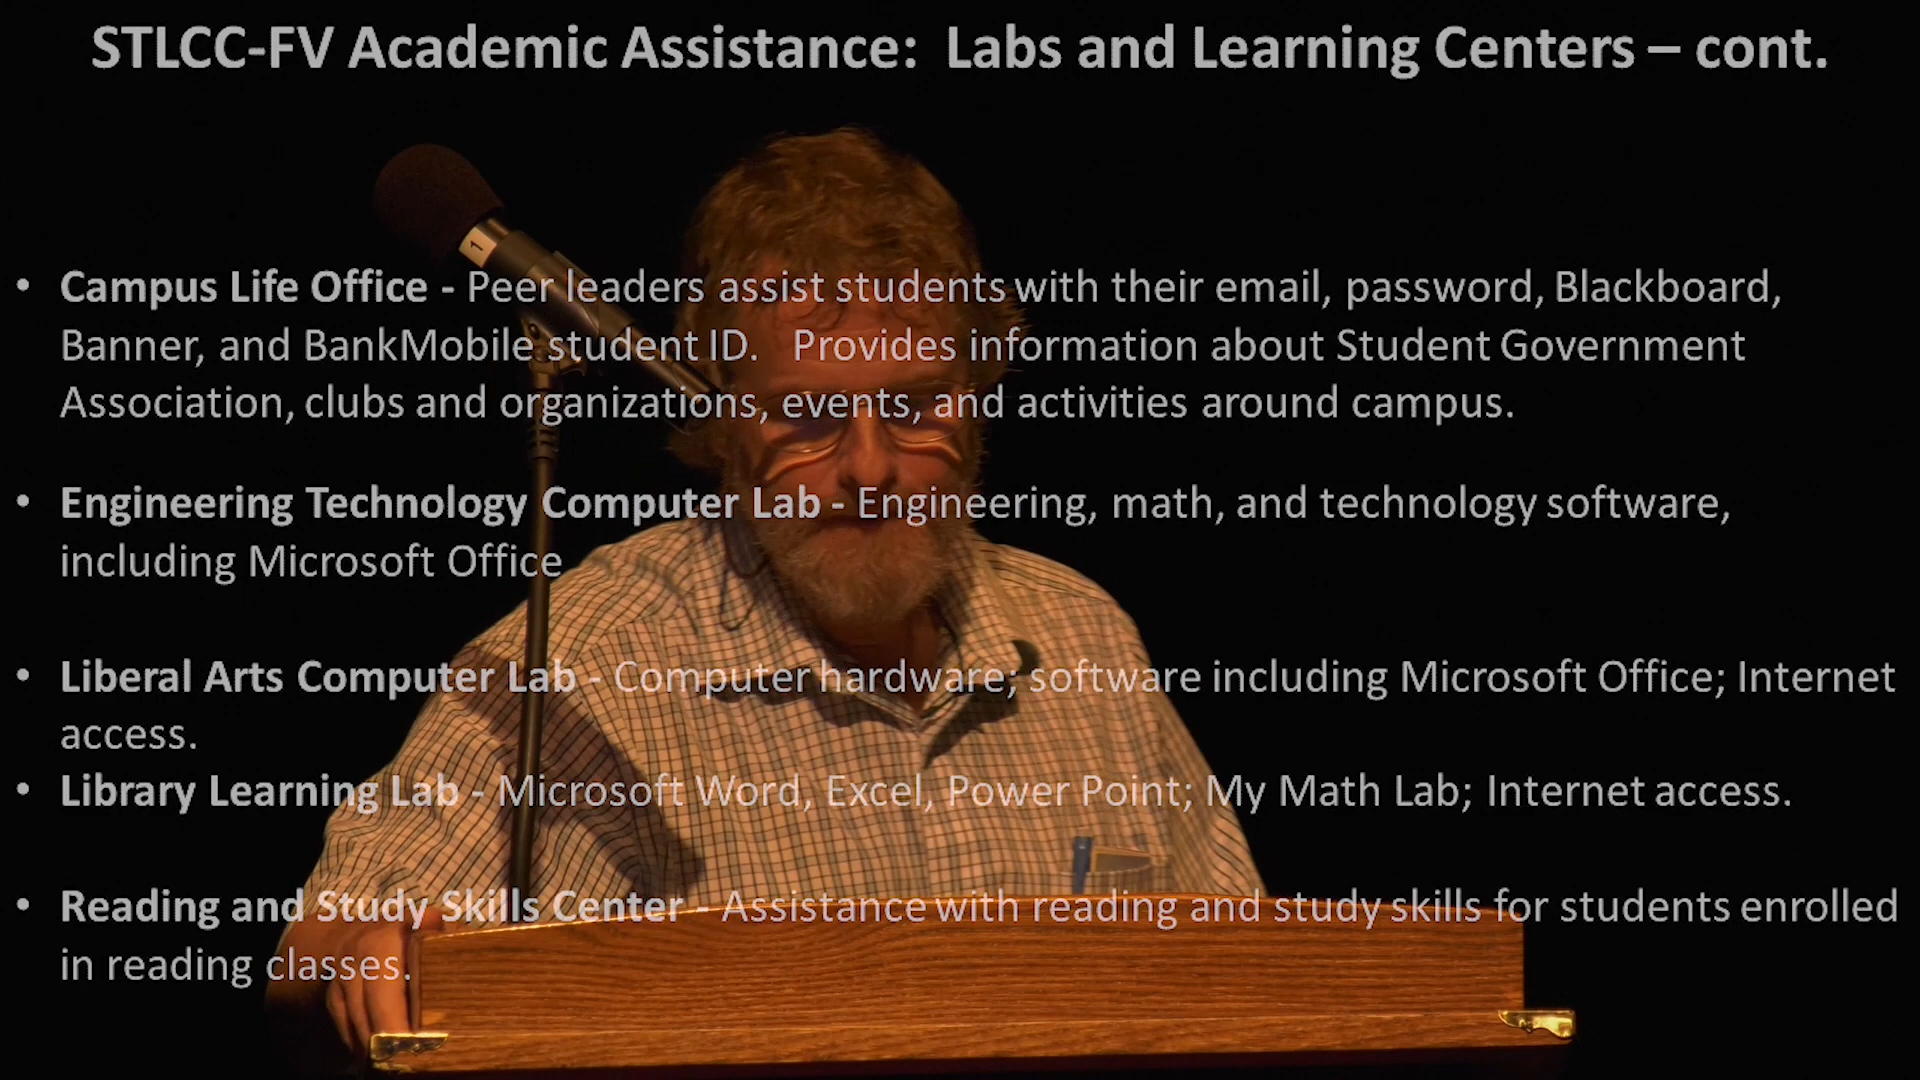 STLCC-FV Academic Assistance: Labs and Learning Centers – cont.
1
• Campus Life Office - Peer leaders assist students with their email, password, Blackboard,
Banner, and BankMobile student ID. Provides information about Student Government
Association, clubs and organizations, events, and activities around campus.
• Engineering Technology Computer Lab - Engineering, math, and technology software,
including Microsoft Office
• Liberal Arts Computer Lab - Computer hardware; software including Microsoft Office; Internet
access.
• Library Learning Lab - Microsoft Word, Excel, Power Point; My Math Lab; Internet access.
• Reading and Study Skills Center - Assistance with reading and study skills for students enrolled
in reading classes.